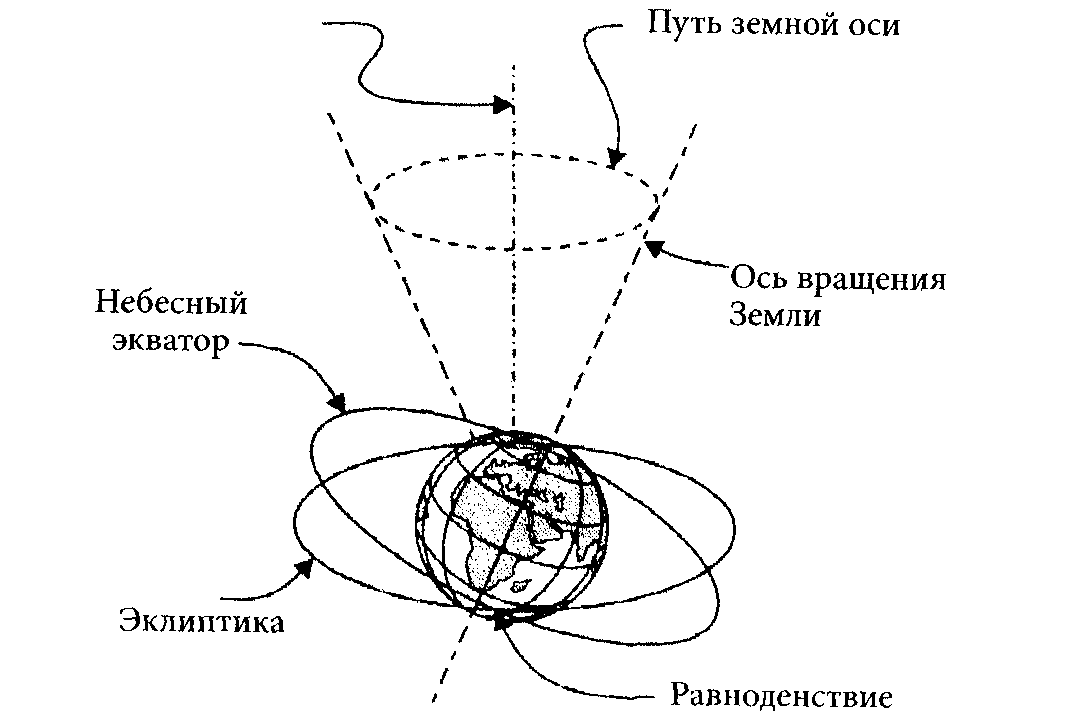 Путь земной оси
Ось вращения
Земли
Небесный
экватор
Эклиптика
Равноденствие